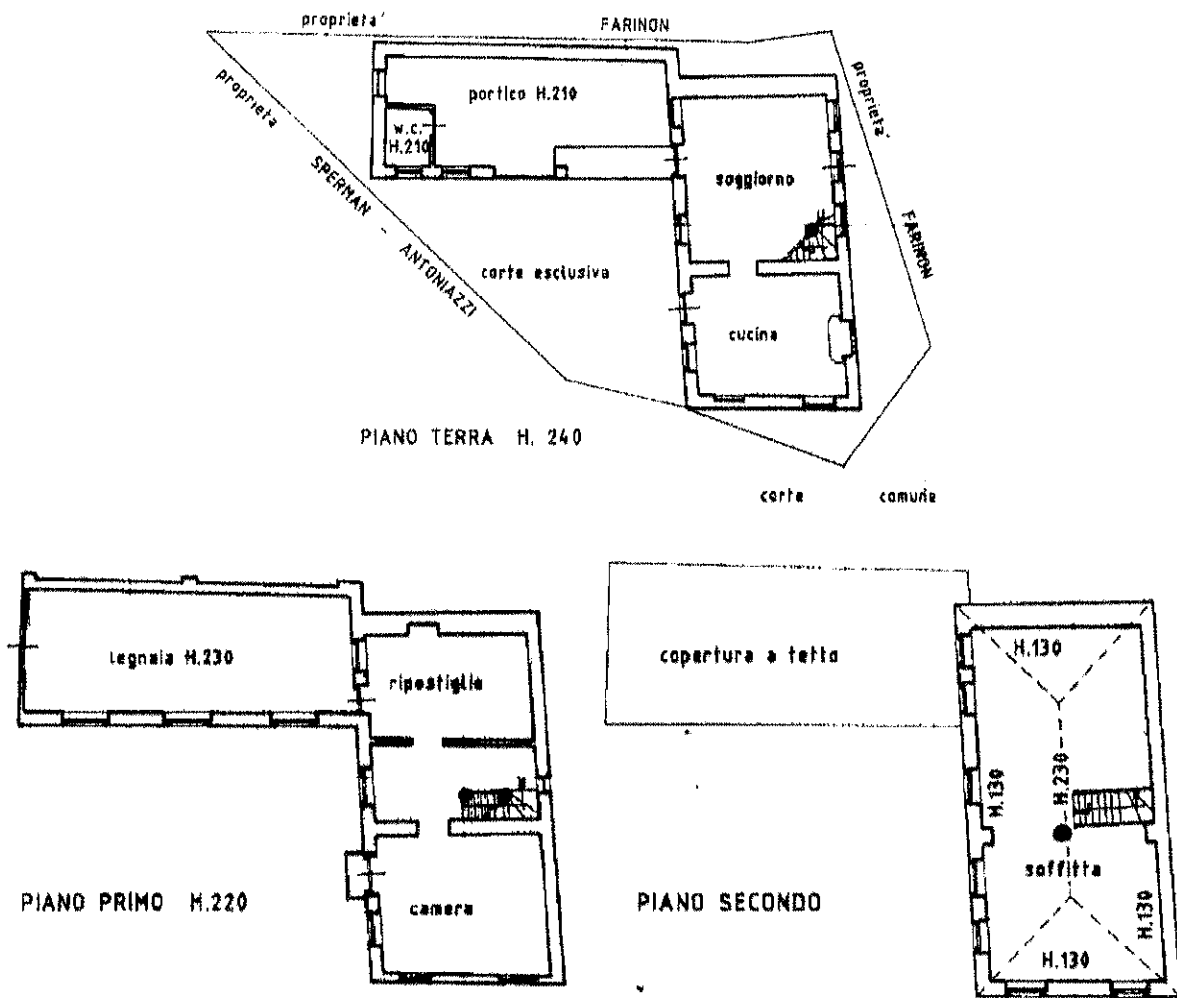 proprieta' FARINON
portico H.210
w.c.
H.210
proprietà
SPERMAN - ANTONIAZZI
proprieta'
FARINON
soggiorno
corte esclusiva
cucina
PIANO TERRA H. 240
corte comune
legnaia H.230
ripostiglio
camera
PIANO PRIMO H.220
copertura a tetto
H.130
H.130
H.230
soffitta
H.130
H.130
PIANO SECONDO